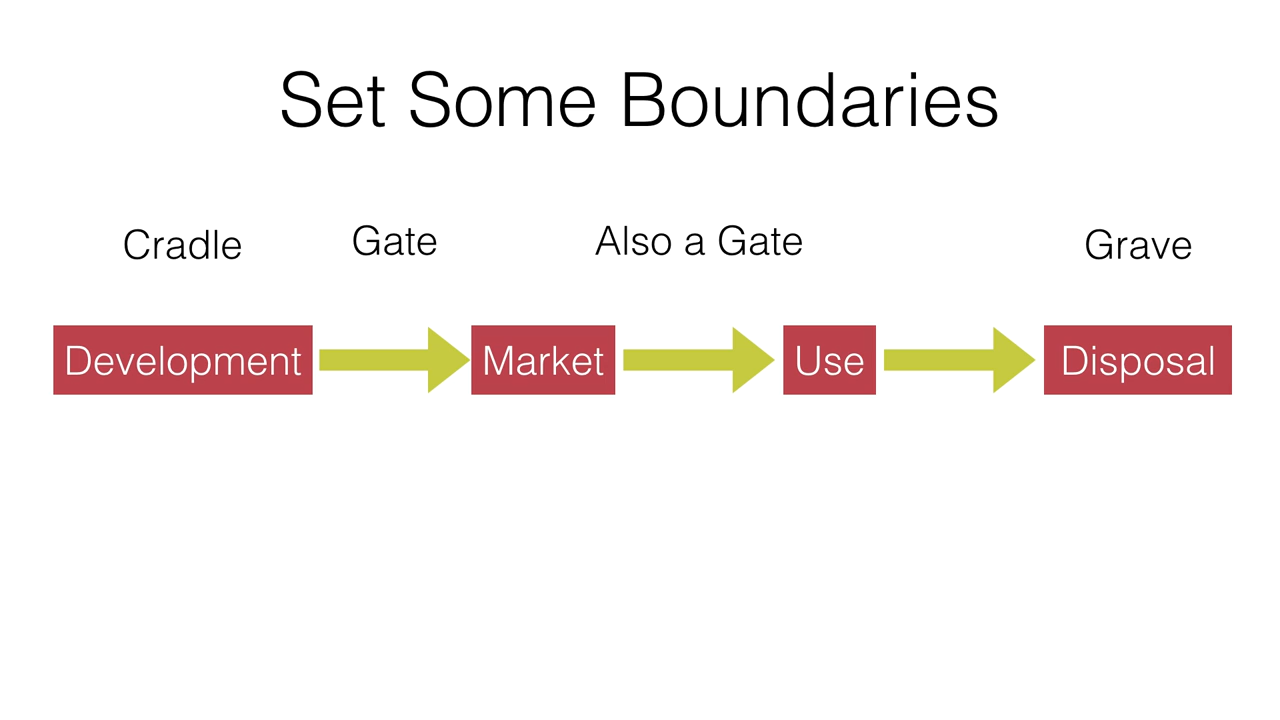 Set Some Boundaries
Cradle
Gate
Also a Gate
Grave
Development
Market
Use
Disposal